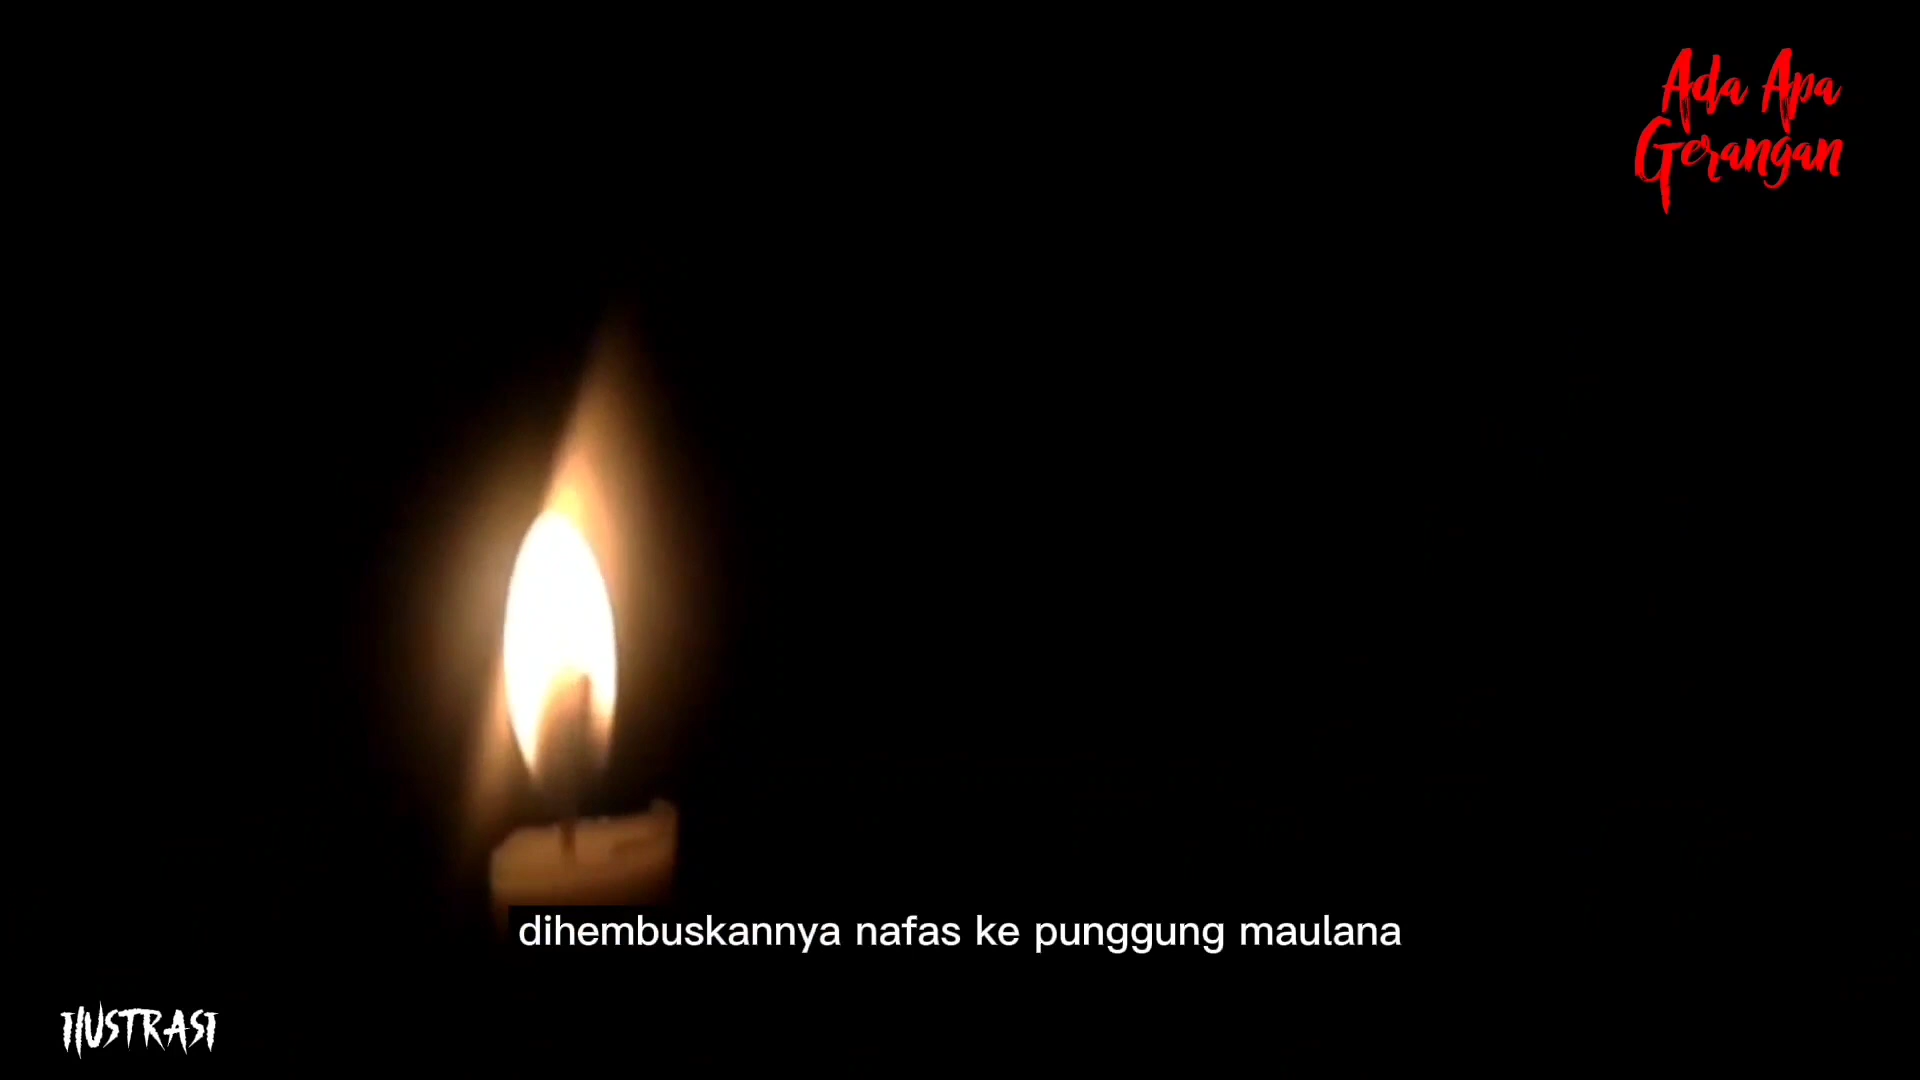 Ada Apa
Gerangan
dihembuskannya nafas ke punggung maulana
ILUSTRASI